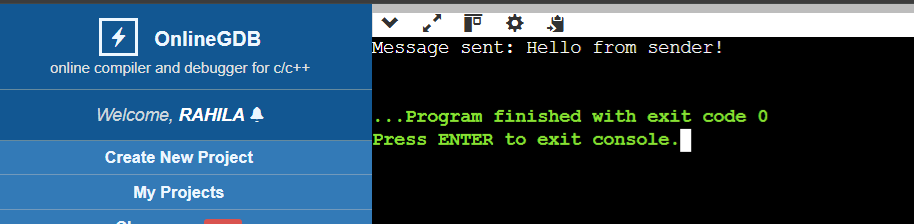 OnlineGDB
online compiler and debugger for c/c++
Welcome, RAHILA
Create New Project
My Projects
Message sent: Hello from sender!
...Program finished with exit code 0
Press ENTER to exit console.